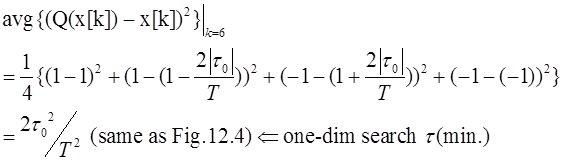 avg{(Q(x[k]) – x[k])²}|k=6
= 1/4 {(1–1)² + (1–(1– 2|τ₀|/T))² + (–1–(1+ 2|τ₀|/T))² + (–1–(–1))²}
= 2τ₀²/T² (same as Fig.12.4) ⇐ one-dim search τ(min.)